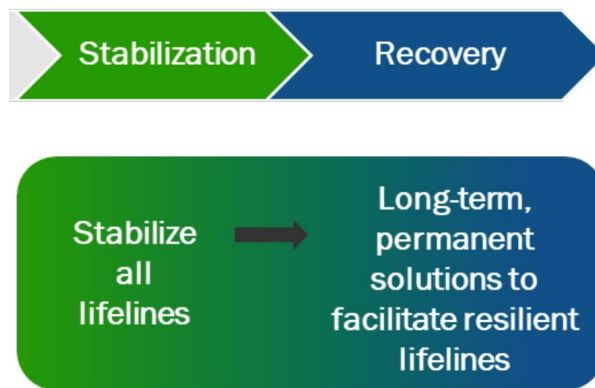 Stabilization
Recovery
Stabilize
all
lifelines
Long-term,
permanent
solutions to
facilitate resilient
lifelines